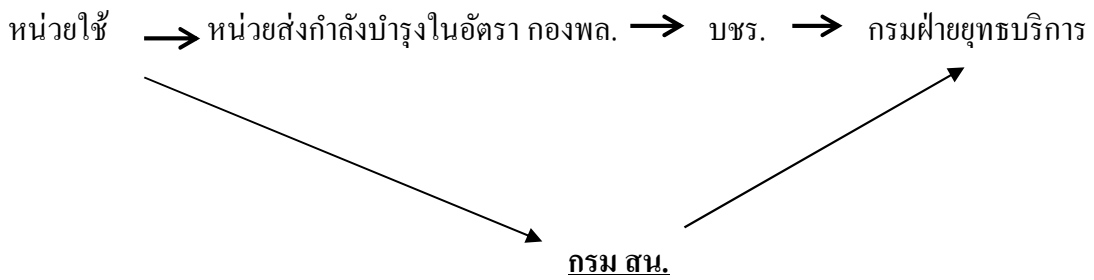 หน่วยใช้ → หน่วยส่งกำลังบำรุงในอัตรา กองพล. → บชร. → กรมฝ่ายยุทธบริการ
กรม สน.